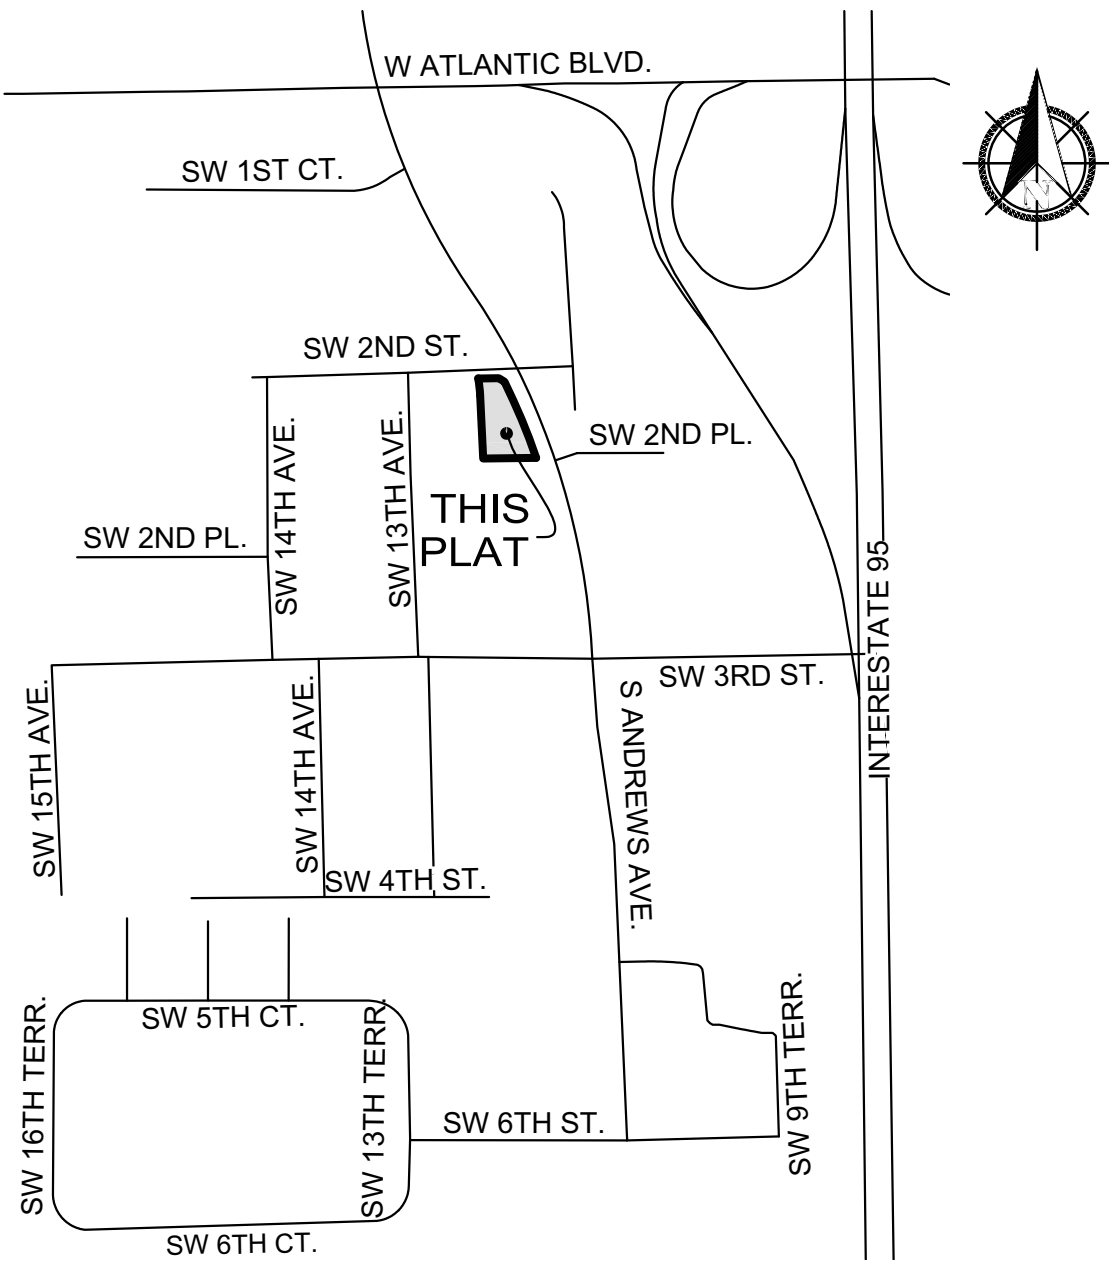 W ATLANTIC BLVD.
SW 1ST CT.
N
SW 2ND ST.
SW 14TH AVE.
SW 13TH AVE.
SW 2ND PL.
THIS
PLAT
SW 2ND PL.
INTERESTATE 95
SW 3RD ST.
SW 15TH AVE.
SW 14TH AVE.
S ANDREWS AVE.
SW 4TH ST.
SW 16TH TERR.
SW 5TH CT.
SW 13TH TERR.
SW 9TH TERR.
SW 6TH ST.
SW 6TH CT.